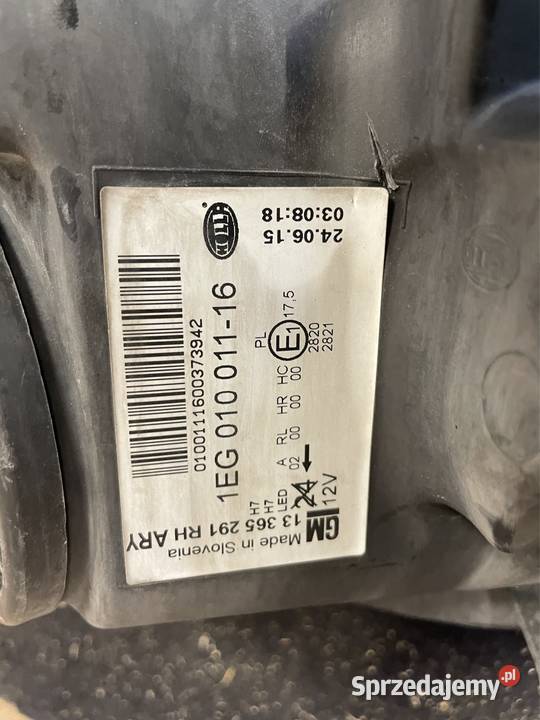 HELLA
24.06.15
03:08:18
0100111600373942
1EG 010 011-16
PL
E1 17,5
2820
2821
A RL HR HC
02 00 00 00
H7
H7
LED
24
12V
GM
13 365 291 RH ARY
Made in Slovenia
Sprzedajemy.pl